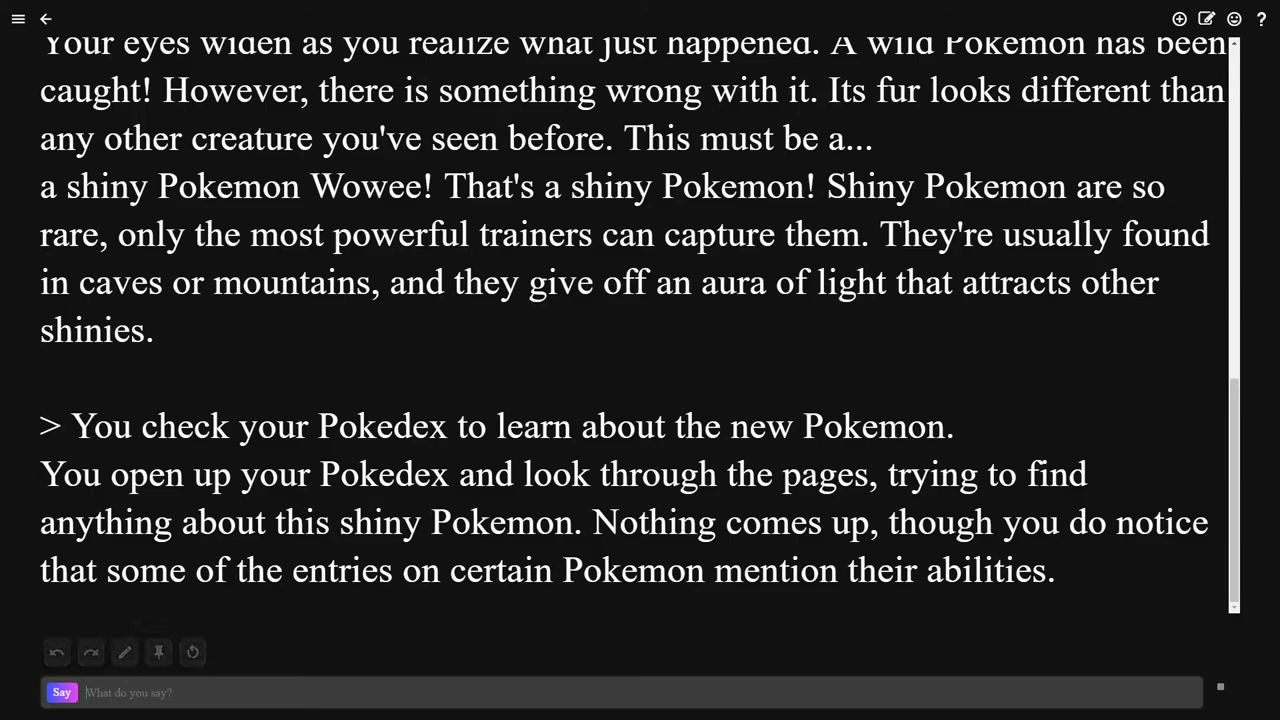 Your eyes widen as you realize what just happened. A wild Pokemon has been
caught! However, there is something wrong with it. Its fur looks different than
any other creature you've seen before. This must be a...
a shiny Pokemon Wowee! That's a shiny Pokemon! Shiny Pokemon are so
rare, only the most powerful trainers can capture them. They're usually found
in caves or mountains, and they give off an aura of light that attracts other
shinies.
> You check your Pokedex to learn about the new Pokemon.
You open up your Pokedex and look through the pages, trying to find
anything about this shiny Pokemon. Nothing comes up, though you do notice
that some of the entries on certain Pokemon mention their abilities.
Say What do you say?